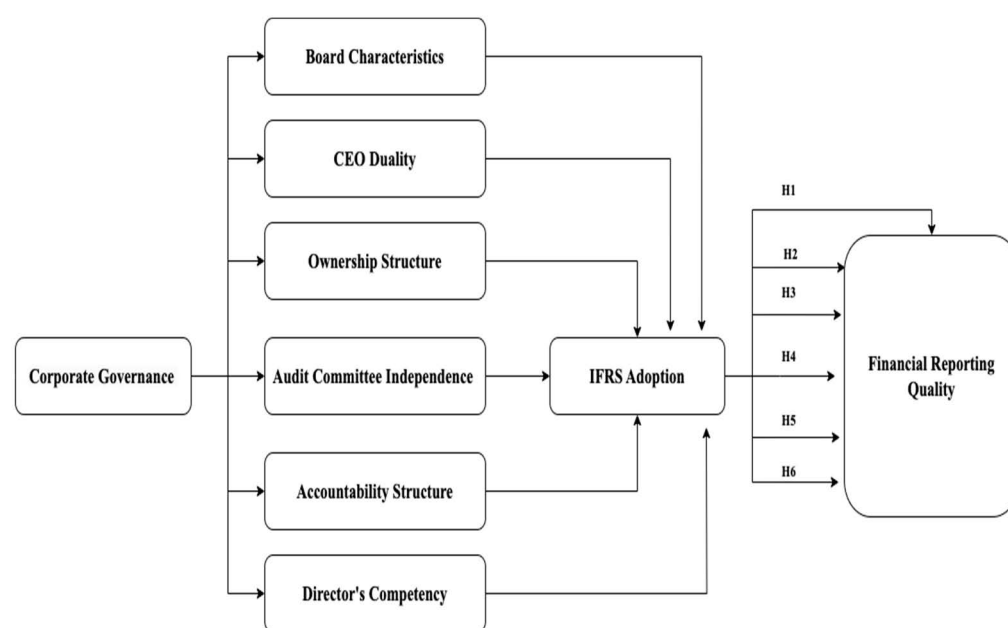 Board Characteristics
CEO Duality
Ownership Structure
Corporate Governance
Audit Committee Independence
IFRS Adoption
Accountability Structure
Director's Competency
H1
H2
H3
H4
H5
H6
Financial Reporting
Quality